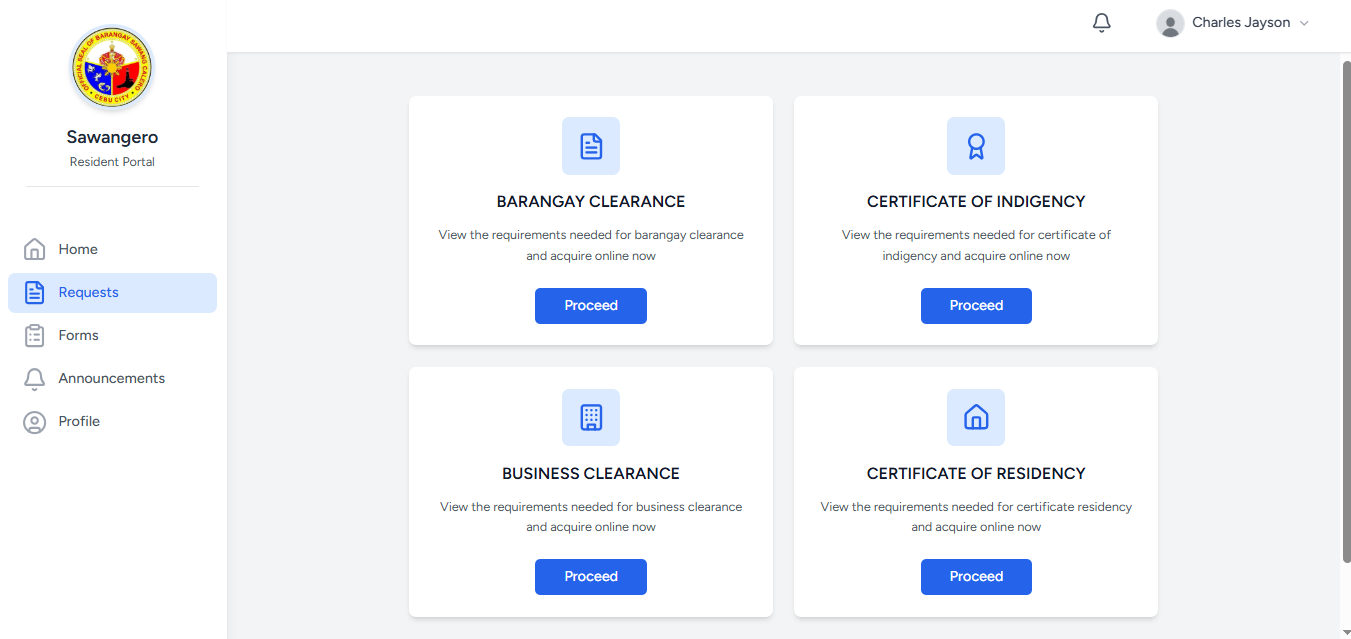 OFFICIAL SEAL OF BARANGAY SAWANG CALERO
CEBU CITY
Sawangero
Resident Portal
Home
Requests
Forms
Announcements
Profile
Charles Jayson
BARANGAY CLEARANCE
View the requirements needed for barangay clearance
and acquire online now
Proceed
CERTIFICATE OF INDIGENCY
View the requirements needed for certificate of
indigency and acquire online now
Proceed
BUSINESS CLEARANCE
View the requirements needed for business clearance
and acquire online now
Proceed
CERTIFICATE OF RESIDENCY
View the requirements needed for certificate residency
and acquire online now
Proceed